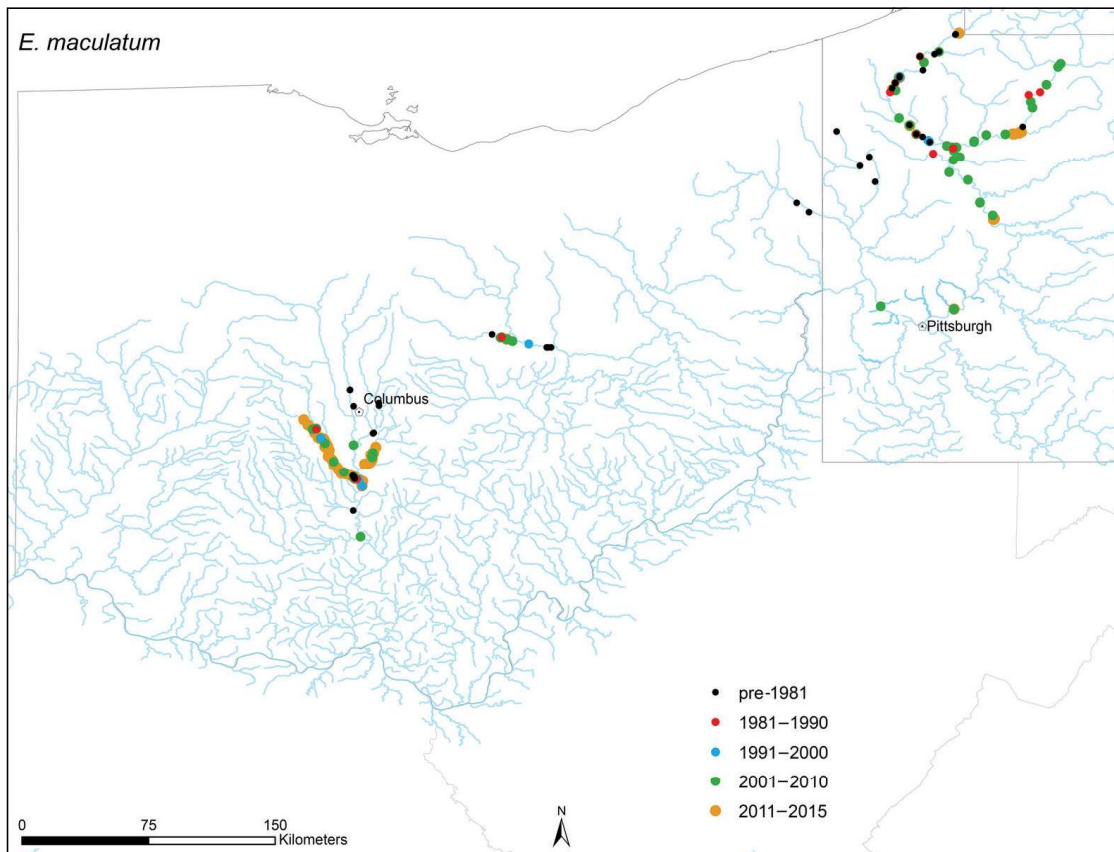 E. maculatum
Pittsburgh
Columbus
pre-1981
1981–1990
1991–2000
2001–2010
2011–2015
N
0 75 150
Kilometers